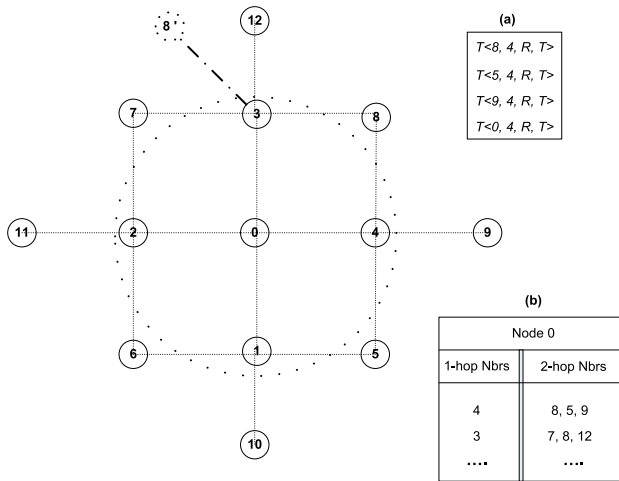 12
8'
(a)
T<8, 4, R, T>
T<5, 4, R, T>
T<9, 4, R, T>
T<0, 4, R, T>
7
3
8
11
2
0
4
9
6
1
5
10
(b)
Node 0
1-hop Nbrs 2-hop Nbrs
4 8, 5, 9
3 7, 8, 12
.... ....